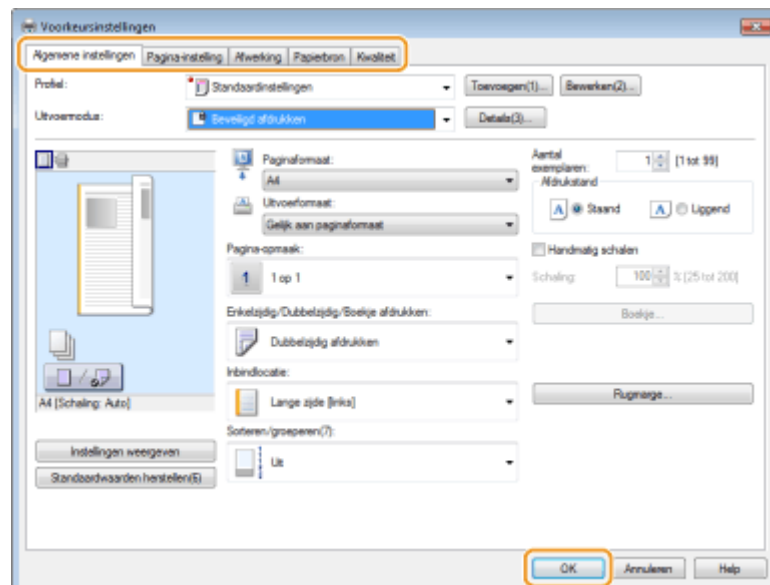 Voorkeursinstellingen
Algemene instellingen Pagina-instelling Afwerking Papierbron Kwaliteit
Profiel: Standaardinstellingen Toevoegen(1)... Bewerken(2)...
Uitvoermodus: Beveiligd afdrukken Details(3)...
Paginaformaat:
A4
Uitvoerformaat:
Gelijk aan paginaformaat
Pagina-opmaak:
1 1 op 1
Enkelzijdig/Dubbelzijdig/Boekje afdrukken:
Dubbelzijdig afdrukken
Inbindlocatie:
Lange zijde [links]
Sorteren/groeperen(7):
Uit
Aantal
exemplaren: 1 [1 tot 99]
Afdrukstand
A Staand A Liggend
Handmatig schalen
Schaling: 100 % [25 tot 200]
Boekje...
Rugmarge...
A4 [Schaling: Auto]
Instellingen weergeven
Standaardwaarden herstellen(6)
OK Annuleren Help